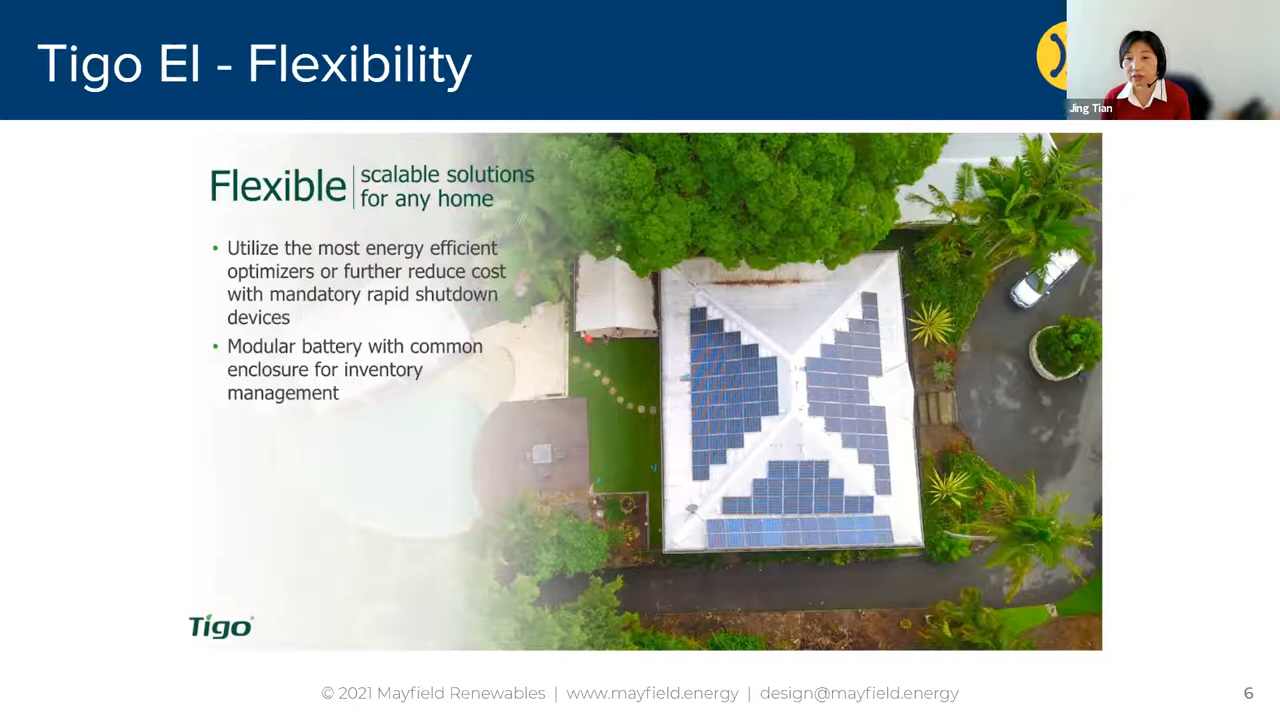 Tigo EI - Flexibility
Jing Tian
Flexible
scalable solutions
for any home
• Utilize the most energy efficient
optimizers or further reduce cost
with mandatory rapid shutdown
devices
• Modular battery with common
enclosure for inventory
management
Tigo
© 2021 Mayfield Renewables | www.mayfield.energy | design@mayfield.energy
6